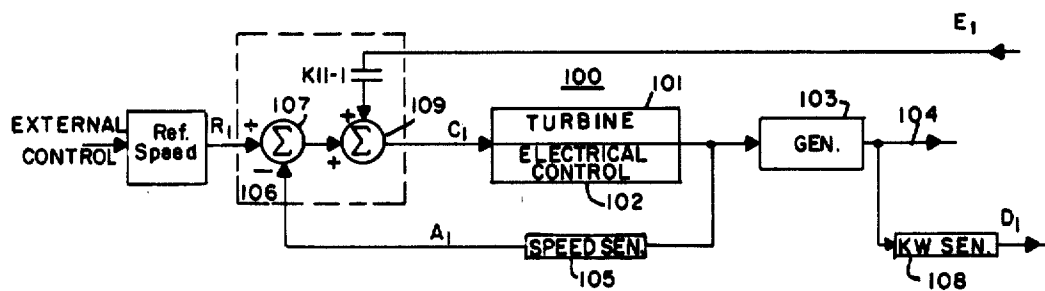 E1
K11-1
100
101
107
109
103
104
EXTERNAL
CONTROL
Ref.
Speed
R1
+
Σ
+
+
Σ
C1
TURBINE
ELECTRICAL
CONTROL
GEN.
−
106
102
D1
A1
SPEED SEN.
KW SEN.
105
108